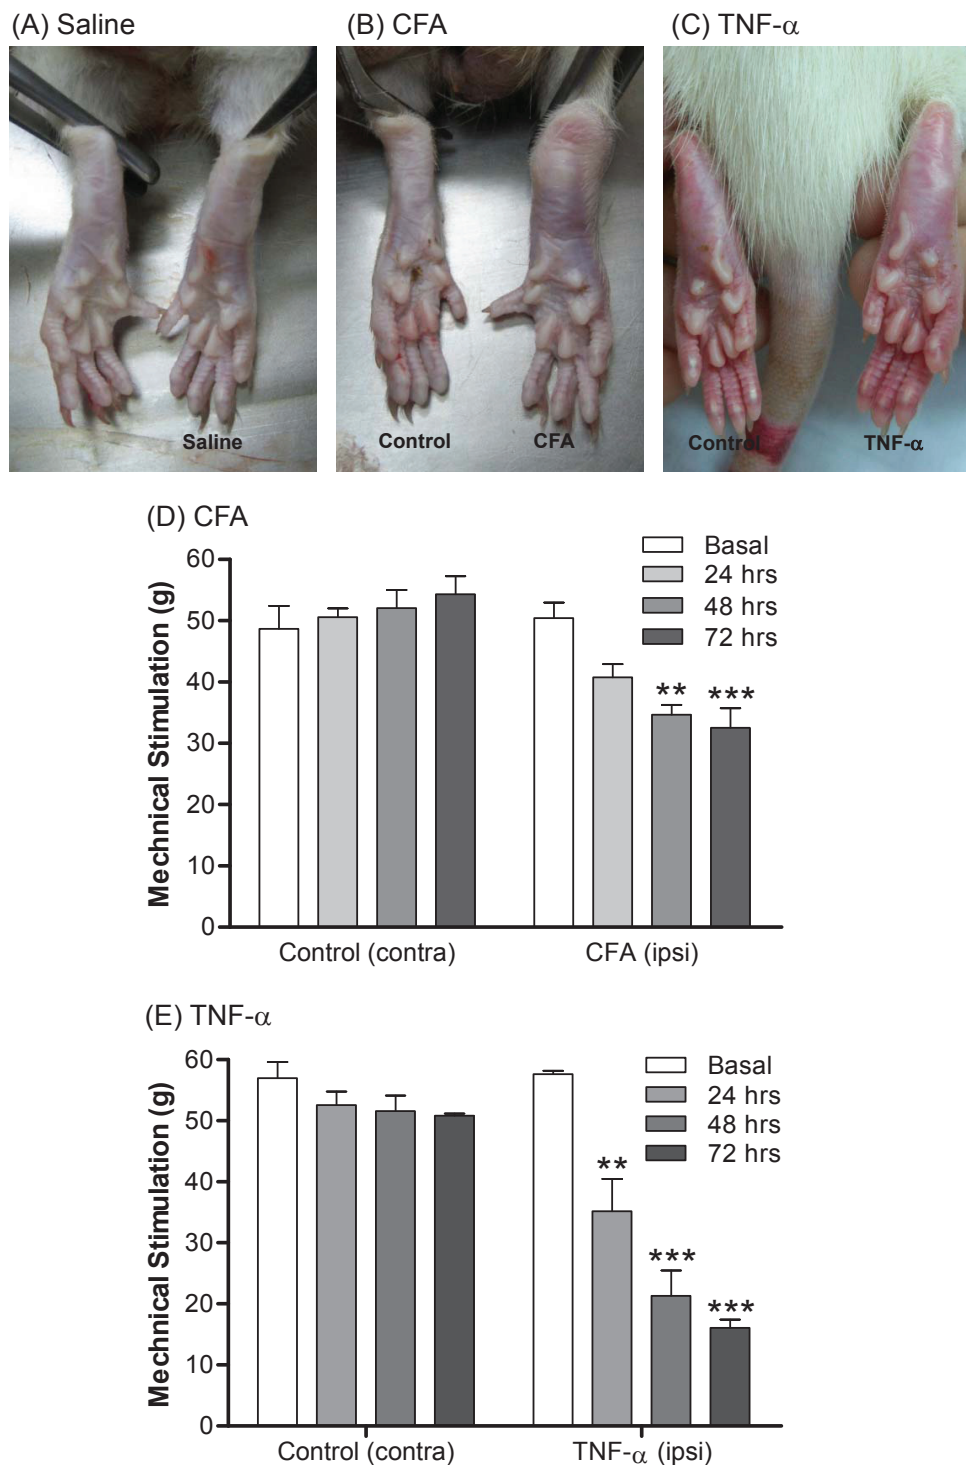 (A) Saline
(B) CFA
(C) TNF-α
Saline
Control
CFA
Control
TNF-α
(D) CFA
Mechnical Stimulation (g)
60
50
40
30
20
10
0
Basal
24 hrs
48 hrs
72 hrs
**
***
Control (contra)
CFA (ipsi)
(E) TNF-α
Mechnical Stimulation (g)
60
50
40
30
20
10
0
Basal
24 hrs
48 hrs
72 hrs
**
***
***
Control (contra)
TNF-α (ipsi)